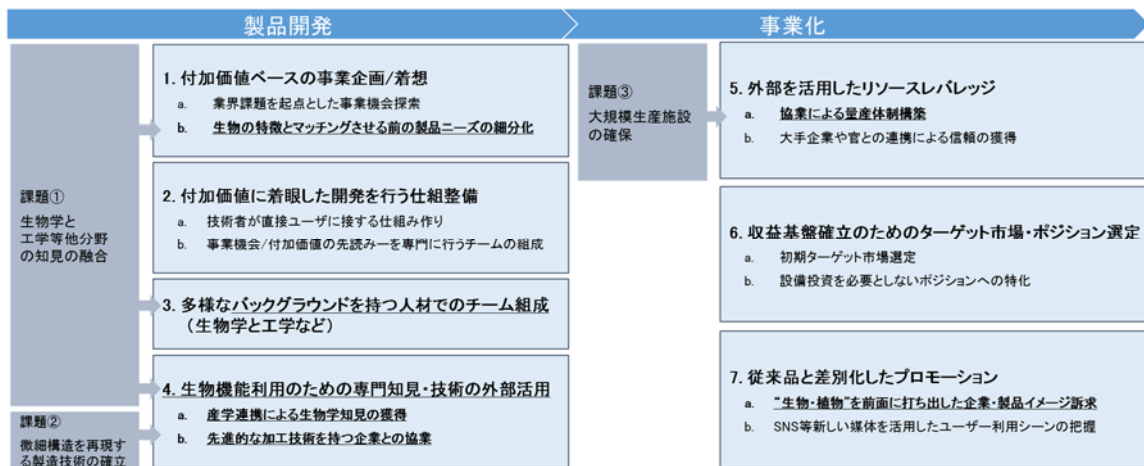 製品開発
事業化
課題①
生物学と
工学等他分野
の知見の融合
課題②
微細構造を再現す
る製造技術の確立
1. 付加価値ベースの事業企画/着想
a. 業界課題を起点とした事業機会探索
b. 生物の特徴とマッチングさせる前の製品ニーズの細分化
2. 付加価値に着眼した開発を行う仕組整備
a. 技術者が直接ユーザに接する仕組み作り
b. 事業機会/付加価値の先読みーを専門に行うチームの組成
3. 多様なバックグラウンドを持つ人材でのチーム組成
（生物学と工学など）
4. 生物機能利用のための専門知見・技術の外部活用
a. 産学連携による生物学知見の獲得
b. 先進的な加工技術を持つ企業との協業
課題③
大規模生産施設
の確保
5. 外部を活用したリソースレバレッジ
a. 協業による量産体制構築
b. 大手企業や官との連携による信頼の獲得
6. 収益基盤確立のためのターゲット市場・ポジション選定
a. 初期ターゲット市場選定
b. 設備投資を必要としないポジションへの特化
7. 従来品と差別化したプロモーション
a. “生物・植物”を前面に打ち出した企業・製品イメージ訴求
b. SNS等新しい媒体を活用したユーザー利用シーンの把握